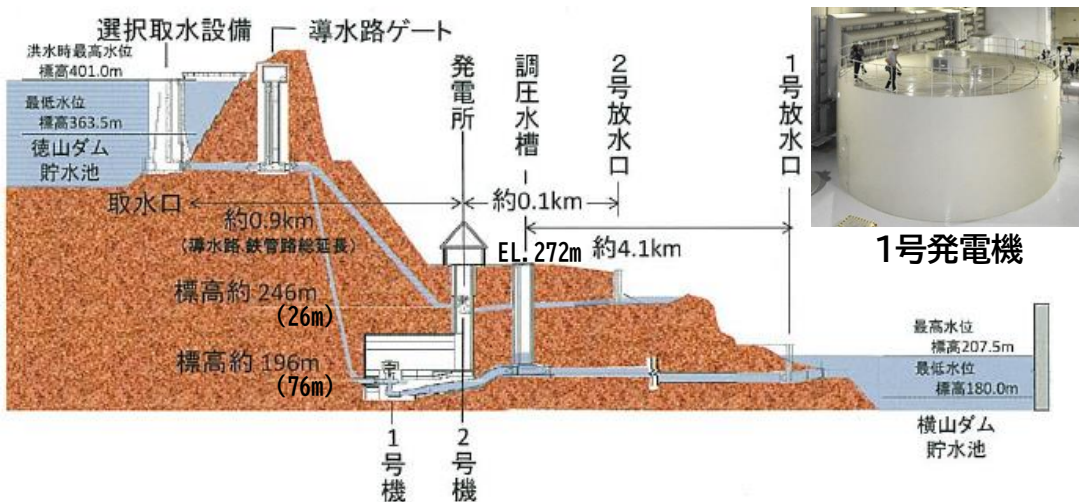 選択取水設備
導水路ゲート
洪水時最高水位
標高401.0m
最低水位
標高363.5m
徳山ダム
貯水池
取水口
約0.9km
(導水路.鉄管路総延長)
発電所
調圧水槽
2号放水口
1号放水口
約0.1km
EL.272m
約4.1km
1号発電機
標高約 246m
(26m)
標高約 196m
(76m)
最高水位
標高207.5m
最低水位
標高180.0m
横山ダム
貯水池
1号機
2号機